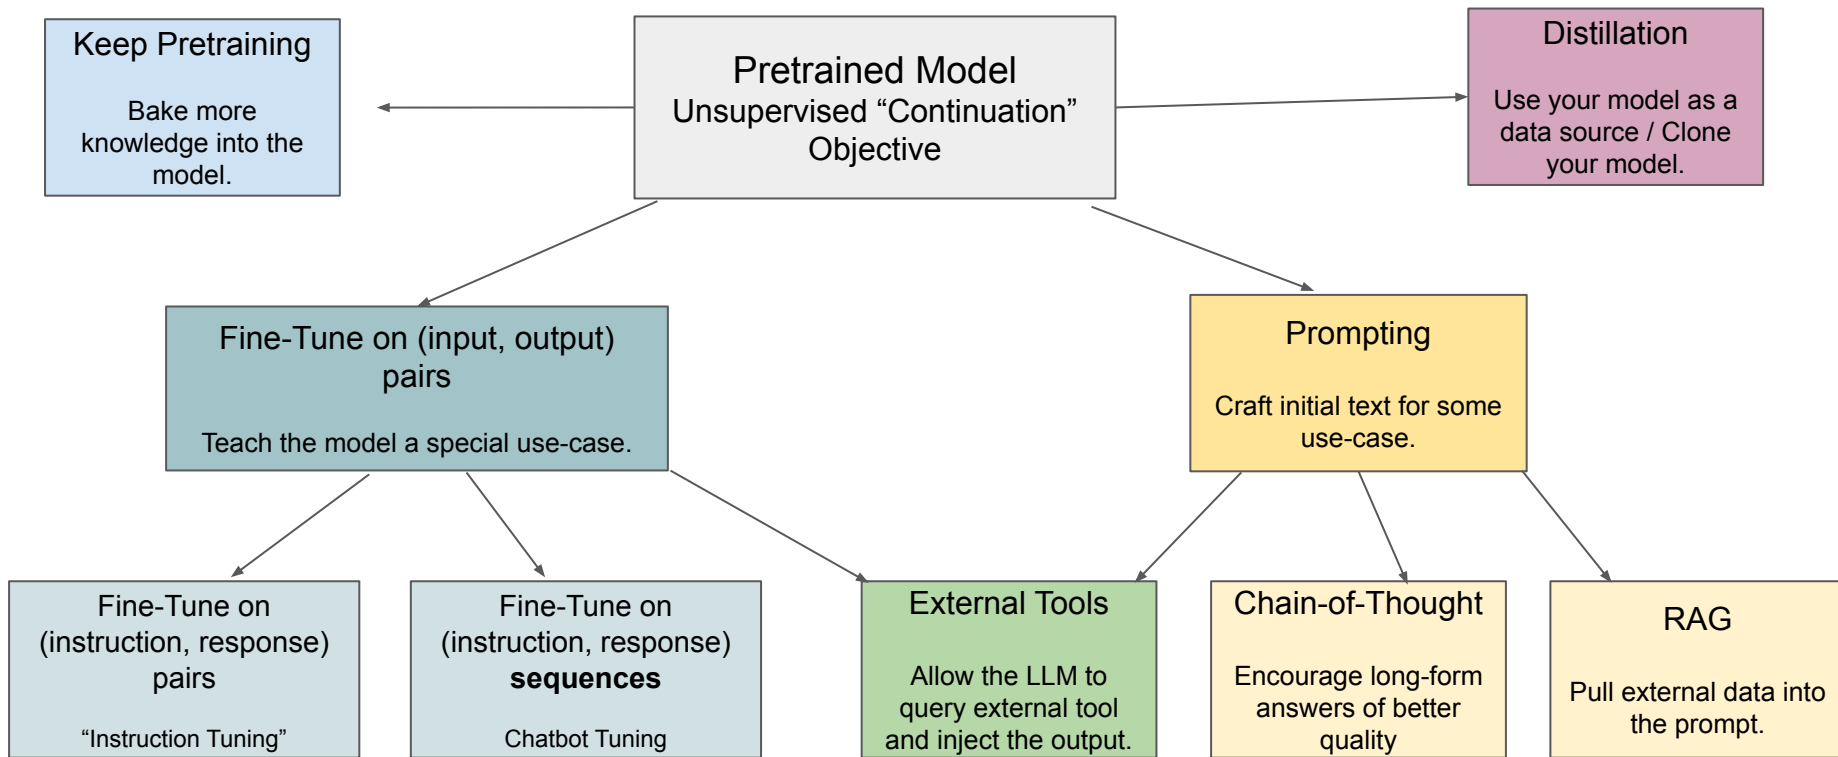 Keep Pretraining
Bake more
knowledge into the
model.
Pretrained Model
Unsupervised “Continuation”
Objective
Distillation
Use your model as a
data source / Clone
your model.
Fine-Tune on (input, output)
pairs
Teach the model a special use-case.
Prompting
Craft initial text for some
use-case.
Fine-Tune on
(instruction, response)
pairs
“Instruction Tuning”
Fine-Tune on
(instruction, response)
sequences
Chatbot Tuning
External Tools
Allow the LLM to
query external tool
and inject the output.
Chain-of-Thought
Encourage long-form
answers of better
quality
RAG
Pull external data into
the prompt.